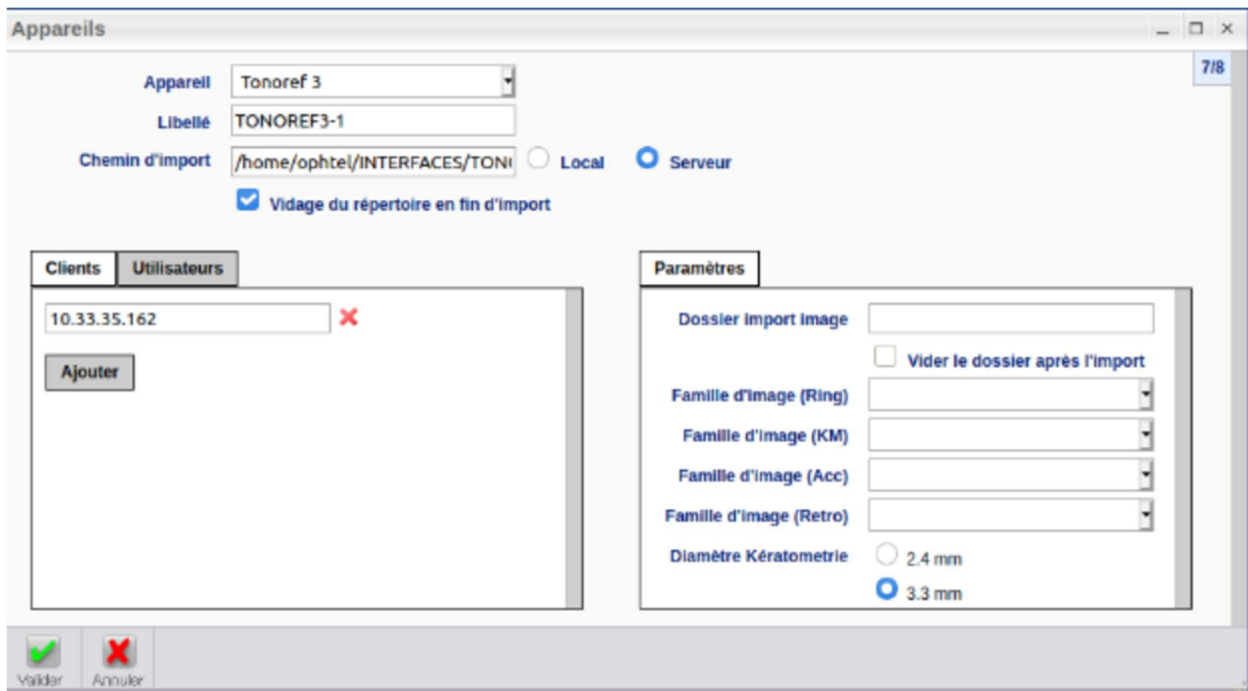 Appareils
7/8
Appareil Tonoref 3
Libellé TONOREF3-1
Chemin d'import /home/ophtel/INTERFACES/TON Local Serveur
Vidage du répertoire en fin d'import
Clients Utilisateurs
10.33.35.162
Ajouter
Paramètres
Dossier import image
Vider le dossier après l'import
Famille d'image (Ring)
Famille d'image (KM)
Famille d'image (Acc)
Famille d'image (Retro)
Diamètre Kératometrie 2.4 mm
3.3 mm
Valider Annuler